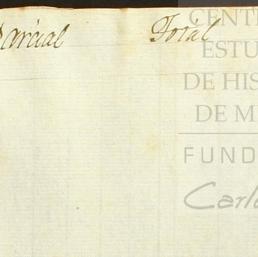 Parcial Total
CENT
ESTU
DE HIS
DE M
FUND
Carl